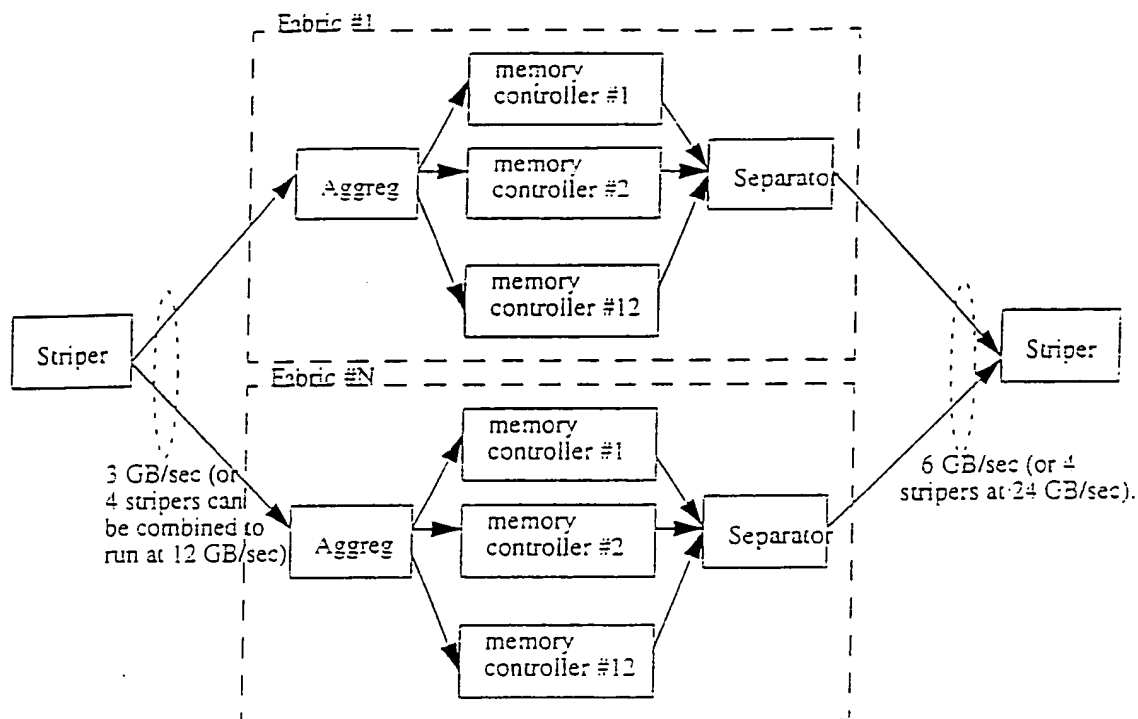 Fabric #1
memory
controller #1
Aggreg
memory
controller #2
Separator
memory
controller #12
Striper
Striper
Fabric #N
memory
controller #1
3 GB/sec (or
4 stripers can
be combined to
run at 12 GB/sec)
6 GB/sec (or 4
stripers at 24 GB/sec).
Aggreg
memory
controller #2
Separator
memory
controller #12